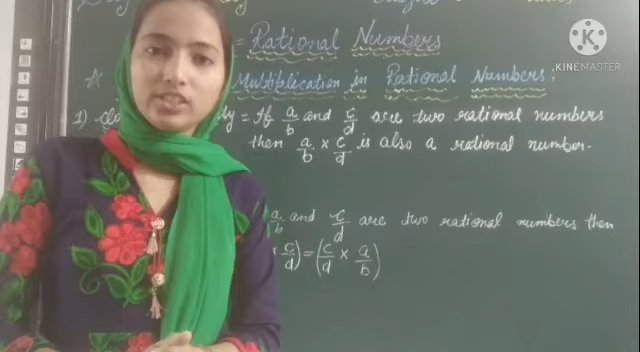 = Rational Numbers
KINEMASTER
Multiplication in Rational Numbers:
1) Clo dy = If a/b and c/d are two rational numbers
then a/b × c/d is also a rational number.
a/b and c/d are two rational numbers then
× c/d) = (c/d × a/b)